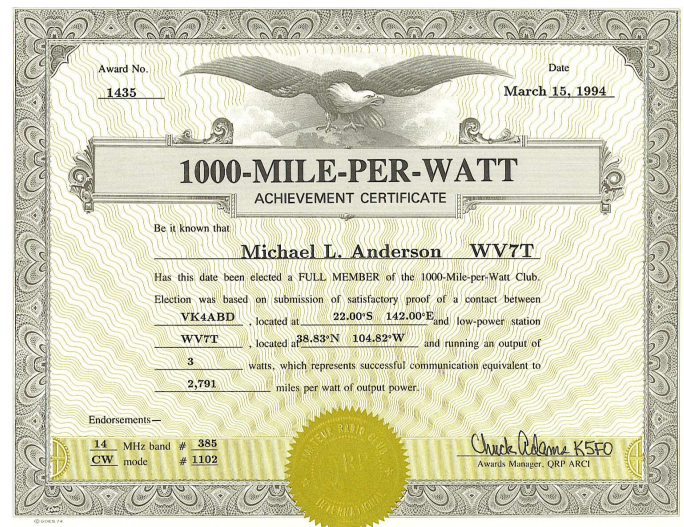 Award No.
1435
Date
March 15, 1994
1000-MILE-PER-WATT
ACHIEVEMENT CERTIFICATE
Be it known that
Michael L. Anderson WV7T
Has this date been elected a FULL MEMBER of the 1000-Mile-per-Watt Club.
Election was based on submission of satisfactory proof of a contact between
VK4ABD , located at 22.00°S 142.00°E and low-power station
WV7T , located at 38.83°N 104.82°W and running an output of
3 watts, which represents successful communication equivalent to
2,791 miles per watt of output power.
Endorsements—
14 MHz band # 385
CW mode # 1102
Chuck Adams K5FO
Awards Manager, QRP ARCI
RADIO CLUB
INTERNATIONAL
© GOES 74